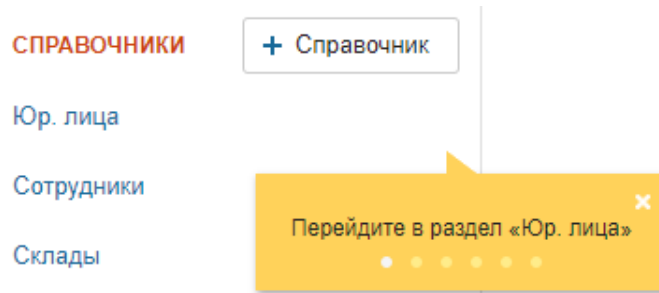 СПРАВОЧНИКИ + Справочник
Юр. лица
Сотрудники
Склады
Перейдите в раздел «Юр. лица»